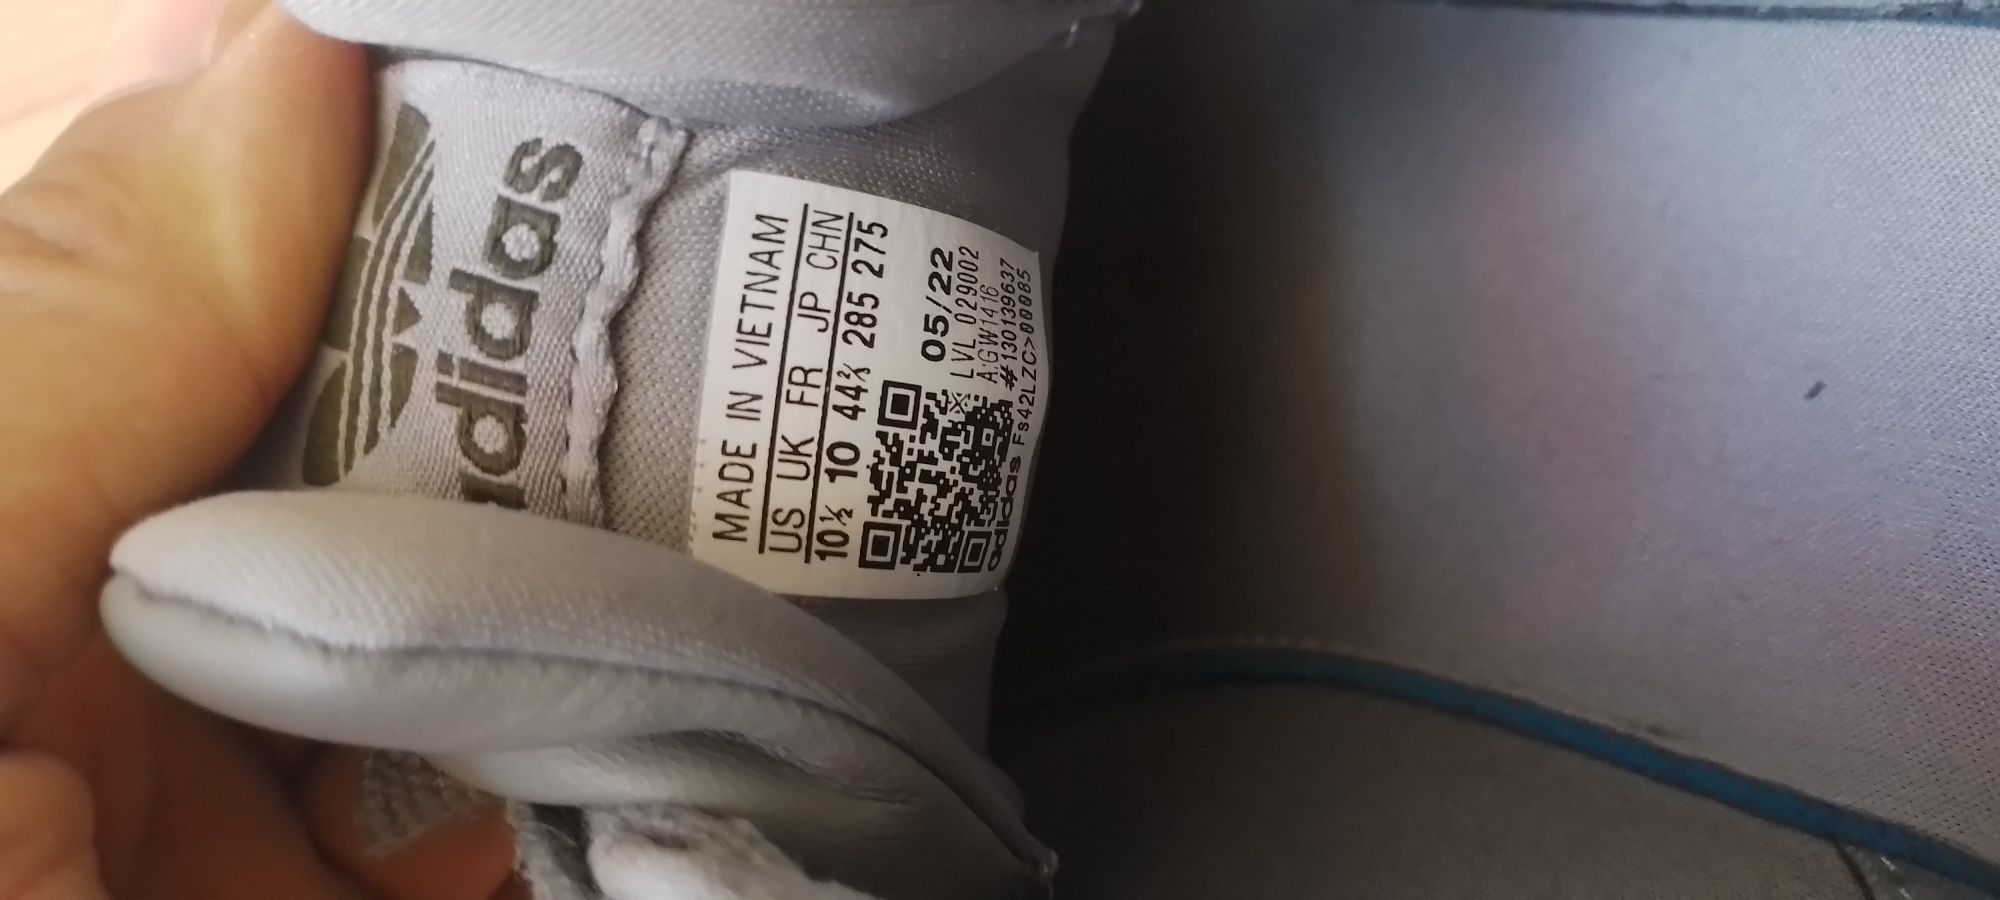 adidas
MADE IN VIETNAM
US UK FR JP CHN
10½ 10 44⅔ 285 275
05/22
LVL 029002
A:GW1416
#130139637
adidas Fs42LZC>000085